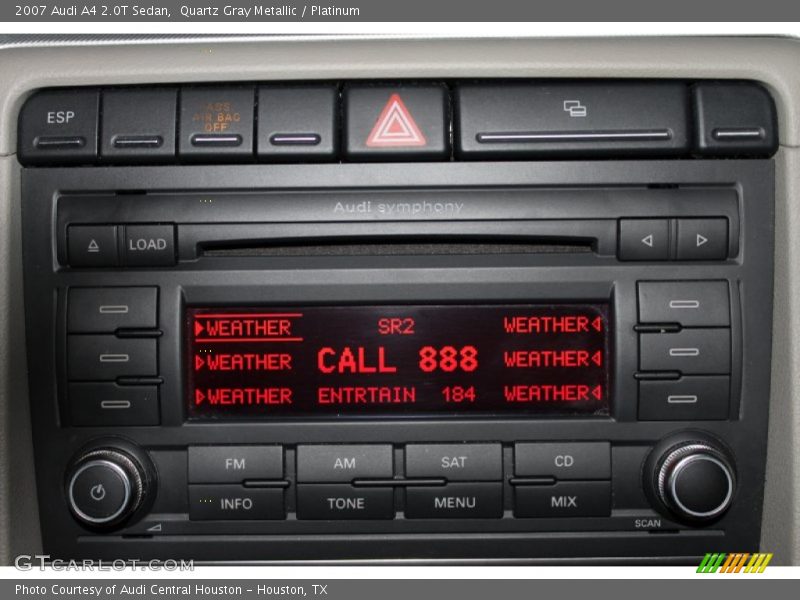 2007 Audi A4 2.0T Sedan,  Quartz Gray Metallic / Platinum
ESP
PASS
AIR BAG
OFF
Audi symphony
LOAD
WEATHER SR2 WEATHER
WEATHER CALL 888 WEATHER
WEATHER ENTRTAIN 184 WEATHER
FM AM SAT CD
INFO TONE MENU MIX
SCAN
GTCARLOT.COM
Photo Courtesy of Audi Central Houston - Houston, TX